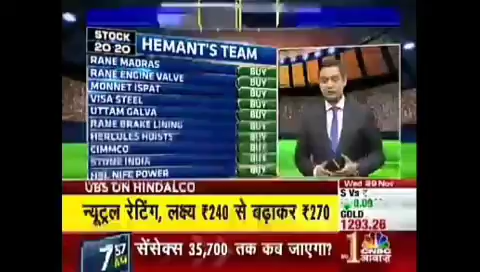 STOCK
20 20
HEMANT'S TEAM
RANE MADRAS BUY
RANE ENGINE VALVE BUY
MONNET ISPAT BUY
VISA STEEL BUY
UTTAM GALVA BUY
RANE BRAKE LINING BUY
HERCULES HOISTS BUY
CIMMCO BUY
STONE INDIA BUY
HBL NIFE POWER
UBS ON HINDALCO
न्यूट्रल रेटिंग, लक्ष्य ₹240 से बढ़ाकर ₹270
Wed 29 Nov
$ Vs ₹
GOLD
1293.26
7:57
AM
सेंसेक्स 35,700 तक कब जाएगा?
1
CNBC
आवाज़